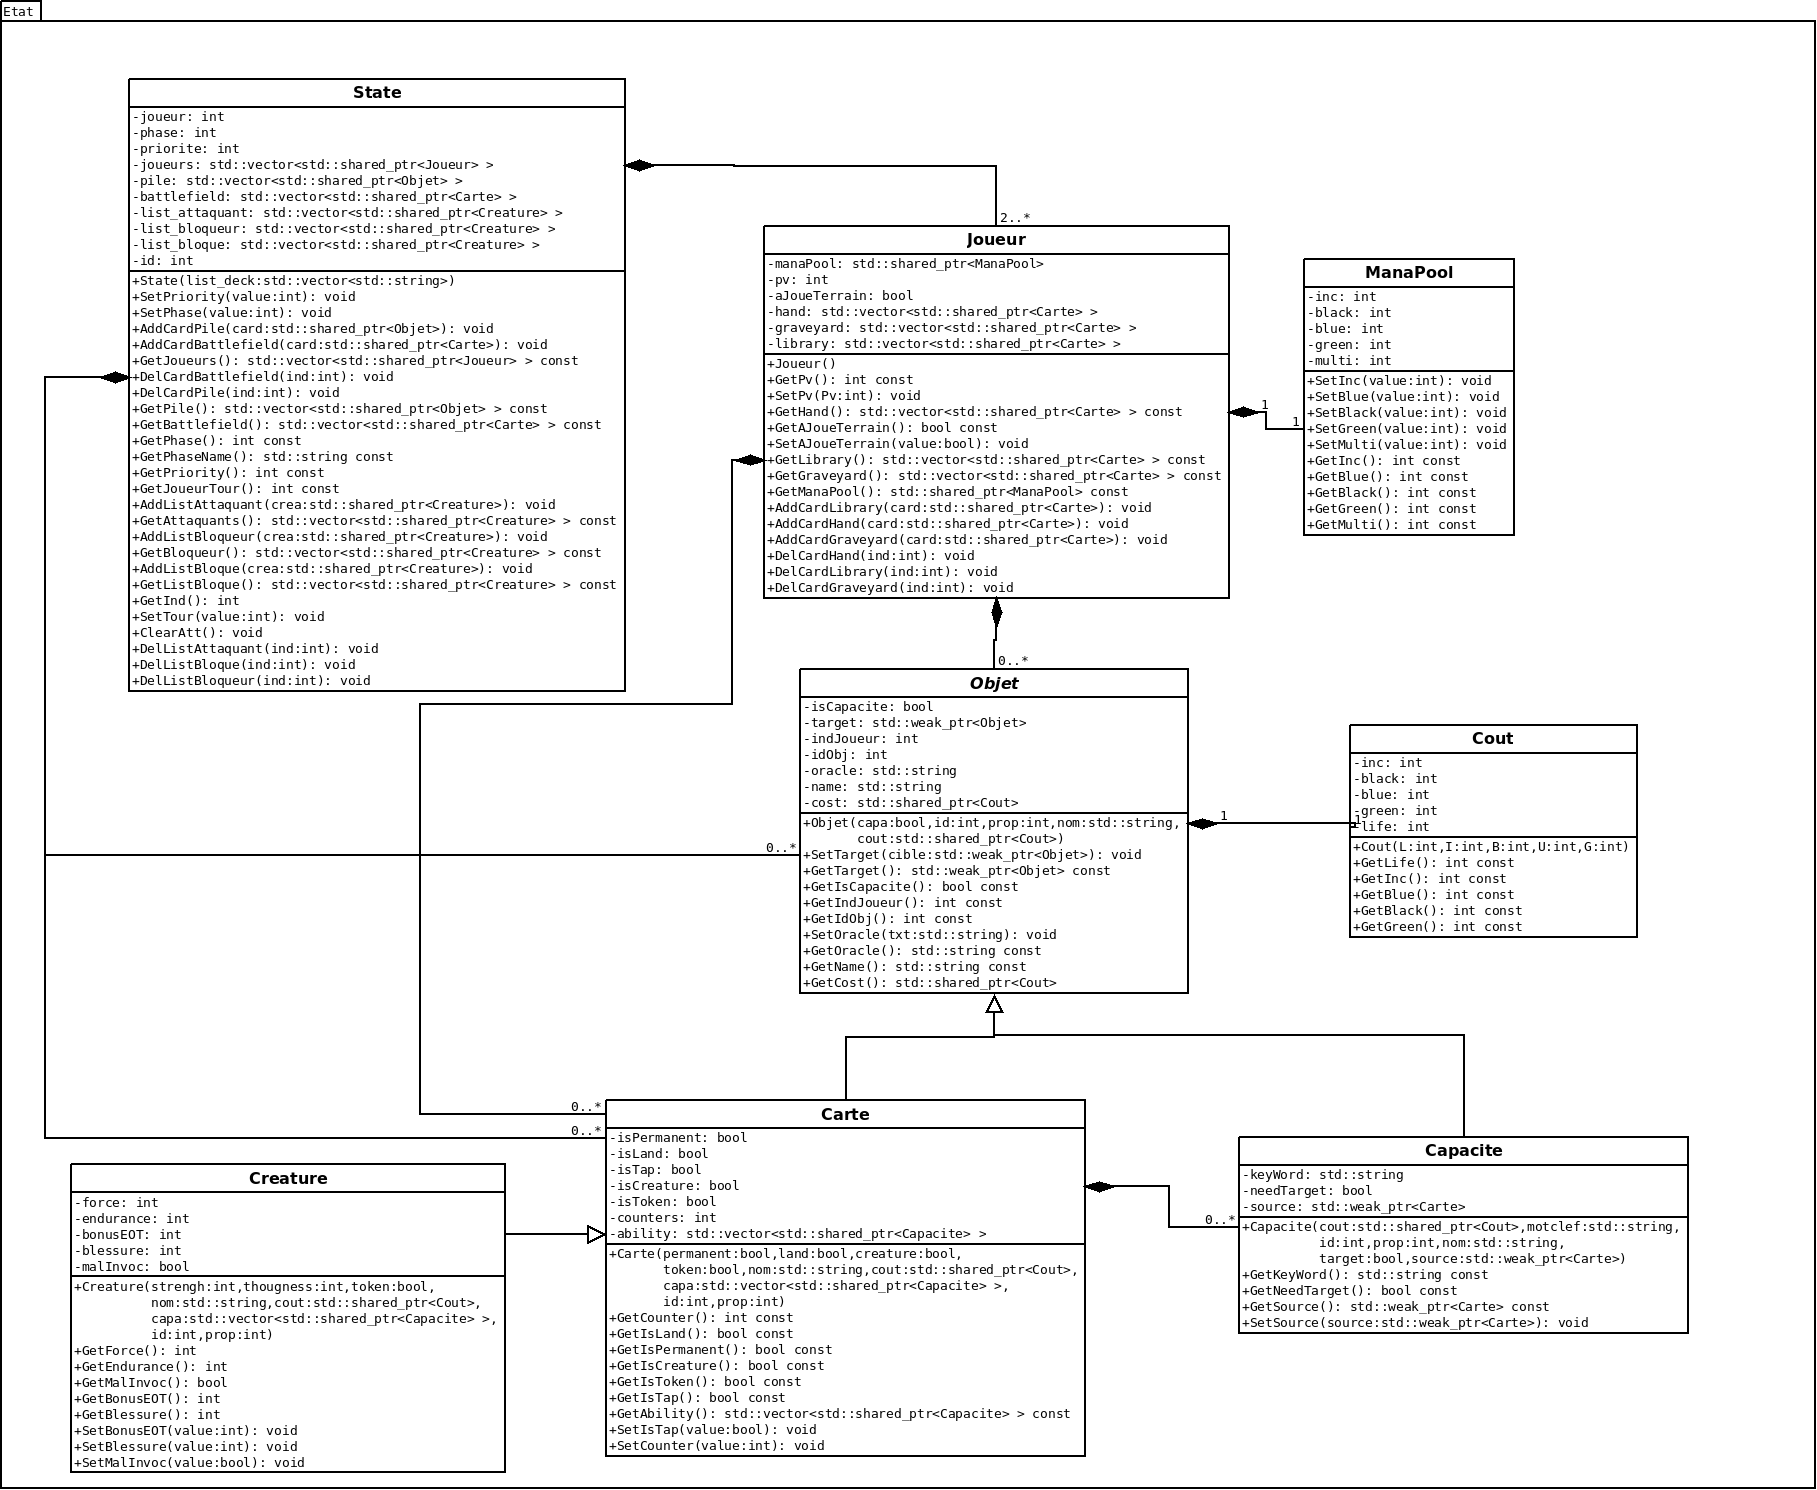 Etat
State
-joueur: int
-phase: int
-priorite: int
-joueurs: std::vector<std::shared_ptr<Joueur> >
-pile: std::vector<std::shared_ptr<Objet> >
-battlefield: std::vector<std::shared_ptr<Carte> >
-list_attaquant: std::vector<std::shared_ptr<Creature> >
-list_bloqueur: std::vector<std::shared_ptr<Creature> >
-list_bloque: std::vector<std::shared_ptr<Creature> >
-id: int
+State(list_deck:std::vector<std::string>)
+SetPriority(value:int): void
+SetPhase(value:int): void
+AddCardPile(card:std::shared_ptr<Objet>): void
+AddCardBattlefield(card:std::shared_ptr<Carte>): void
+GetJoueurs(): std::vector<std::shared_ptr<Joueur> > const
+DelCardBattlefield(ind:int): void
+DelCardPile(ind:int): void
+GetPile(): std::vector<std::shared_ptr<Objet> > const
+GetBattlefield(): std::vector<std::shared_ptr<Carte> > const
+GetPhase(): int const
+GetPhaseName(): std::string const
+GetPriority(): int const
+GetJoueurTour(): int const
+AddListAttaquant(crea:std::shared_ptr<Creature>): void
+GetAttaquants(): std::vector<std::shared_ptr<Creature> > const
+AddListBloqueur(crea:std::shared_ptr<Creature>): void
+GetBloqueur(): std::vector<std::shared_ptr<Creature> > const
+AddListBloque(crea:std::shared_ptr<Creature>): void
+GetListBloque(): std::vector<std::shared_ptr<Creature> > const
+GetInd(): int
+SetTour(value:int): void
+ClearAtt(): void
+DelListAttaquant(ind:int): void
+DelListBloque(ind:int): void
+DelListBloqueur(ind:int): void
2..*
Joueur
-manaPool: std::shared_ptr<ManaPool>
-pv: int
-aJoueTerrain: bool
-hand: std::vector<std::shared_ptr<Carte> >
-graveyard: std::vector<std::shared_ptr<Carte> >
-library: std::vector<std::shared_ptr<Carte> >
+Joueur()
+GetPv(): int const
+SetPv(Pv:int): void
+GetHand(): std::vector<std::shared_ptr<Carte> > const
+GetAJoueTerrain(): bool const
+SetAJoueTerrain(value:bool): void
+GetLibrary(): std::vector<std::shared_ptr<Carte> > const
+GetGraveyard(): std::vector<std::shared_ptr<Carte> > const
+GetManaPool(): std::shared_ptr<ManaPool> const
+AddCardLibrary(card:std::shared_ptr<Carte>): void
+AddCardHand(card:std::shared_ptr<Carte>): void
+AddCardGraveyard(card:std::shared_ptr<Carte>): void
+DelCardHand(ind:int): void
+DelCardLibrary(ind:int): void
+DelCardGraveyard(ind:int): void
1
1
ManaPool
-inc: int
-black: int
-blue: int
-green: int
-multi: int
+SetInc(value:int): void
+SetBlue(value:int): void
+SetBlack(value:int): void
+SetGreen(value:int): void
+SetMulti(value:int): void
+GetInc(): int const
+GetBlue(): int const
+GetBlack(): int const
+GetGreen(): int const
+GetMulti(): int const
0..*
Objet
-isCapacite: bool
-target: std::weak_ptr<Objet>
-indJoueur: int
-idObj: int
-oracle: std::string
-name: std::string
-cost: std::shared_ptr<Cout>
+Objet(capa:bool,id:int,prop:int,nom:std::string,
cout:std::shared_ptr<Cout>)
+SetTarget(cible:std::weak_ptr<Objet>): void
+GetTarget(): std::weak_ptr<Objet> const
+GetIsCapacite(): bool const
+GetIndJoueur(): int const
+GetIdObj(): int const
+SetOracle(txt:std::string): void
+GetOracle(): std::string const
+GetName(): std::string const
+GetCost(): std::shared_ptr<Cout>
0..*
1
1
Cout
-inc: int
-black: int
-blue: int
-green: int
-life: int
+Cout(L:int,I:int,B:int,U:int,G:int)
+GetLife(): int const
+GetInc(): int const
+GetBlue(): int const
+GetBlack(): int const
+GetGreen(): int const
0..*
0..*
Carte
-isPermanent: bool
-isLand: bool
-isTap: bool
-isCreature: bool
-isToken: bool
-counters: int
-ability: std::vector<std::shared_ptr<Capacite> >
+Carte(permanent:bool,land:bool,creature:bool,
token:bool,nom:std::string,cout:std::shared_ptr<Cout>,
capa:std::vector<std::shared_ptr<Capacite> >,
id:int,prop:int)
+GetCounter(): int const
+GetIsLand(): bool const
+GetIsPermanent(): bool const
+GetIsCreature(): bool const
+GetIsToken(): bool const
+GetIsTap(): bool const
+GetAbility(): std::vector<std::shared_ptr<Capacite> > const
+SetIsTap(value:bool): void
+SetCounter(value:int): void
0..*
Capacite
-keyWord: std::string
-needTarget: bool
-source: std::weak_ptr<Carte>
+Capacite(cout:std::shared_ptr<Cout>,motclef:std::string,
id:int,prop:int,nom:std::string,
target:bool,source:std::weak_ptr<Carte>)
+GetKeyWord(): std::string const
+GetNeedTarget(): bool const
+GetSource(): std::weak_ptr<Carte> const
+SetSource(source:std::weak_ptr<Carte>): void
Creature
-force: int
-endurance: int
-bonusEOT: int
-blessure: int
-malInvoc: bool
+Creature(strengh:int,thougness:int,token:bool,
nom:std::string,cout:std::shared_ptr<Cout>,
capa:std::vector<std::shared_ptr<Capacite> >,
id:int,prop:int)
+GetForce(): int
+GetEndurance(): int
+GetMalInvoc(): bool
+GetBonusEOT(): int
+GetBlessure(): int
+SetBonusEOT(value:int): void
+SetBlessure(value:int): void
+SetMalInvoc(value:bool): void